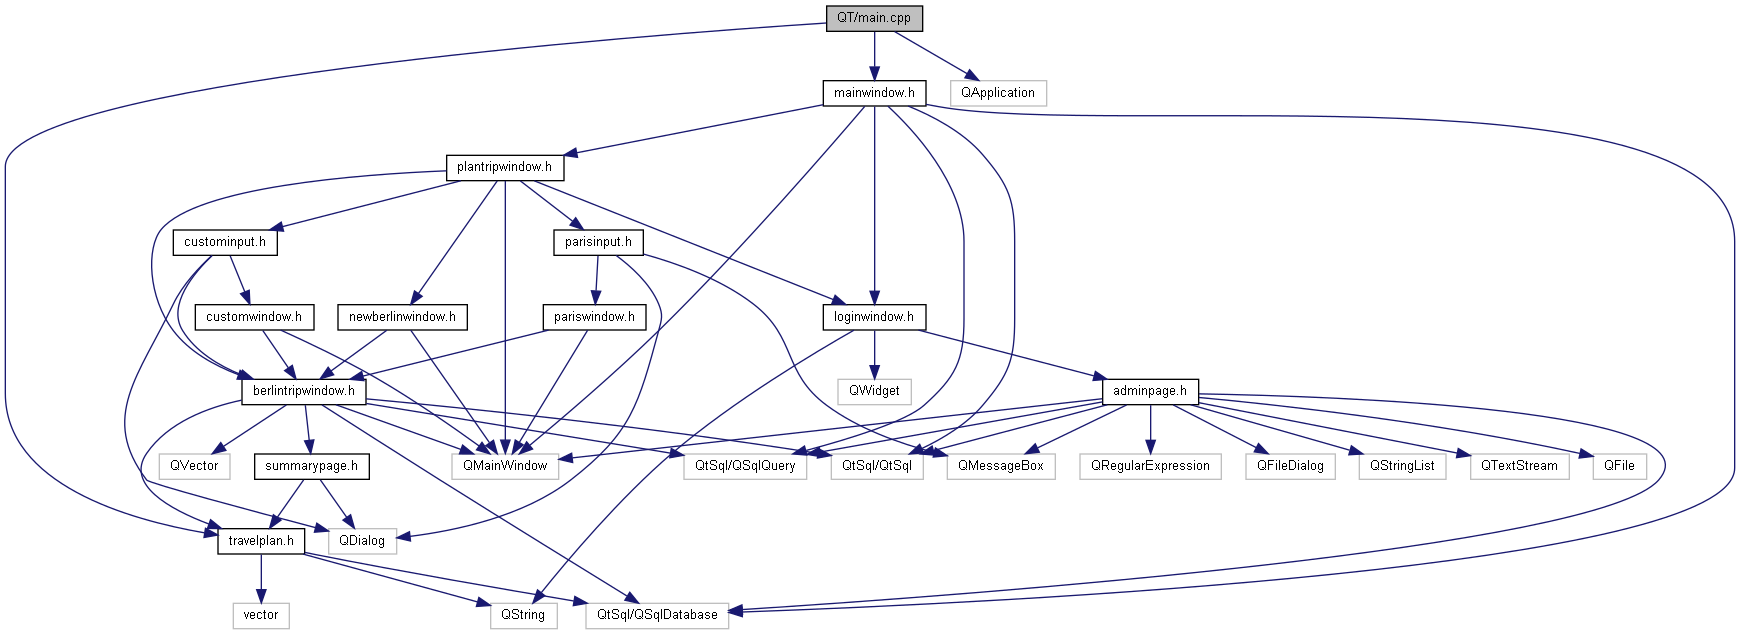 QT/main.cpp
mainwindow.h
QApplication
plantripwindow.h
custominput.h
parisinput.h
customwindow.h
newberlinwindow.h
pariswindow.h
loginwindow.h
berlintripwindow.h
QWidget
adminpage.h
QVector
summarypage.h
QMainWindow
QtSql/QSqlQuery
QtSql/QtSql
QMessageBox
QRegularExpression
QFileDialog
QStringList
QTextStream
QFile
travelplan.h
QDialog
vector
QString
QtSql/QSqlDatabase